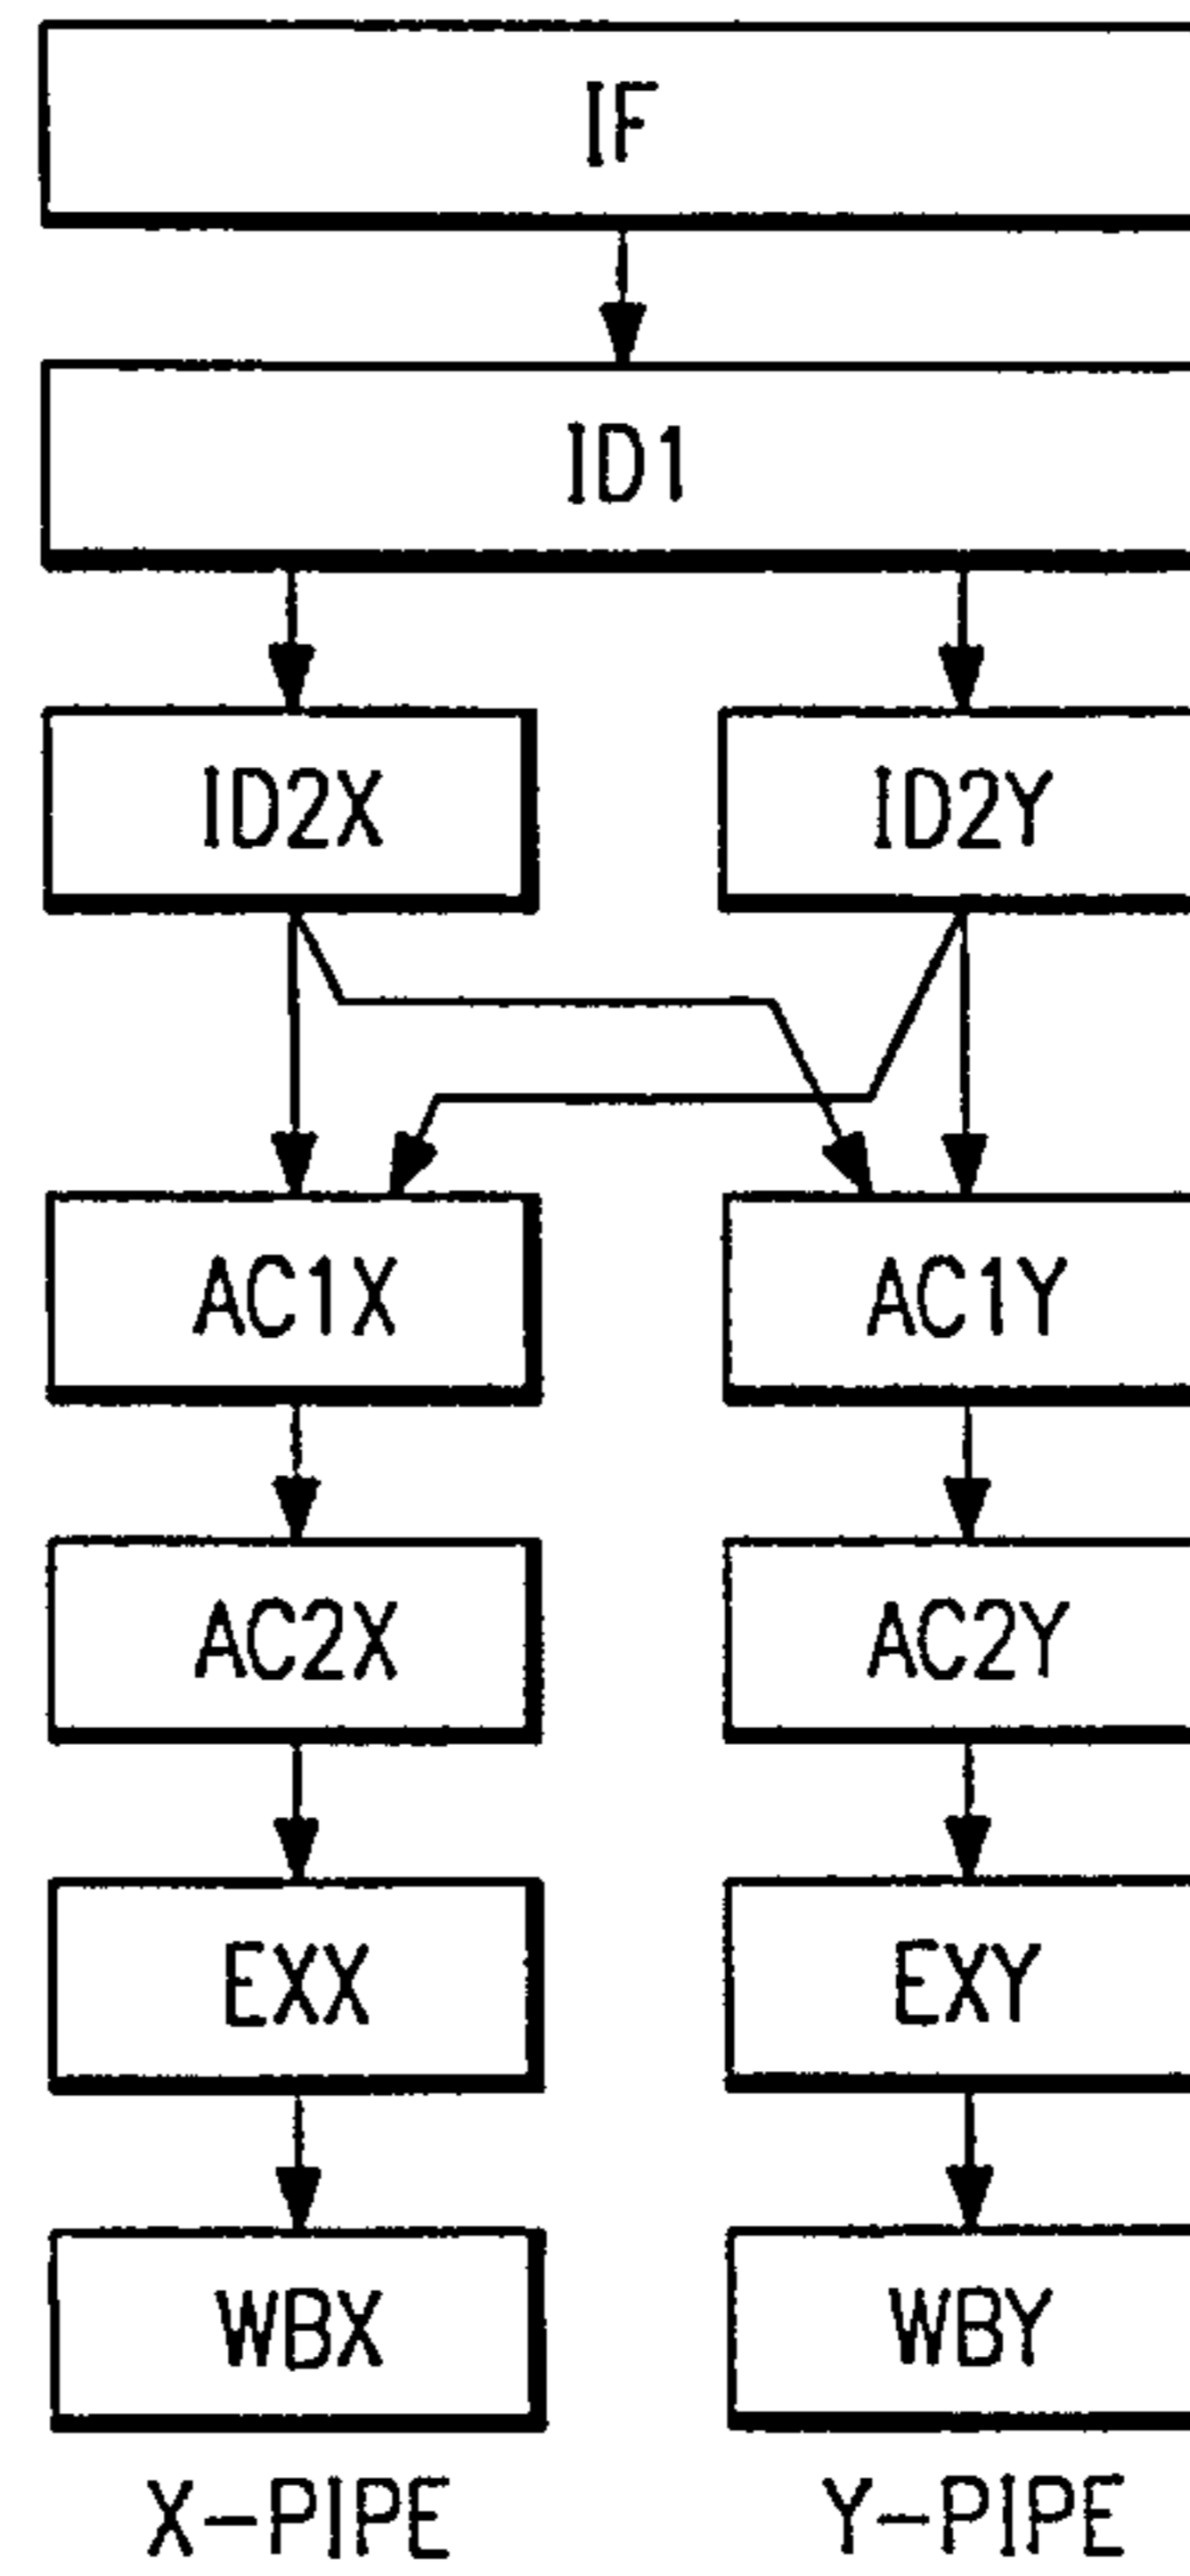 IF
ID1
ID2X ID2Y
AC1X AC1Y
AC2X AC2Y
EXX EXY
WBX WBY
X-PIPE Y-PIPE